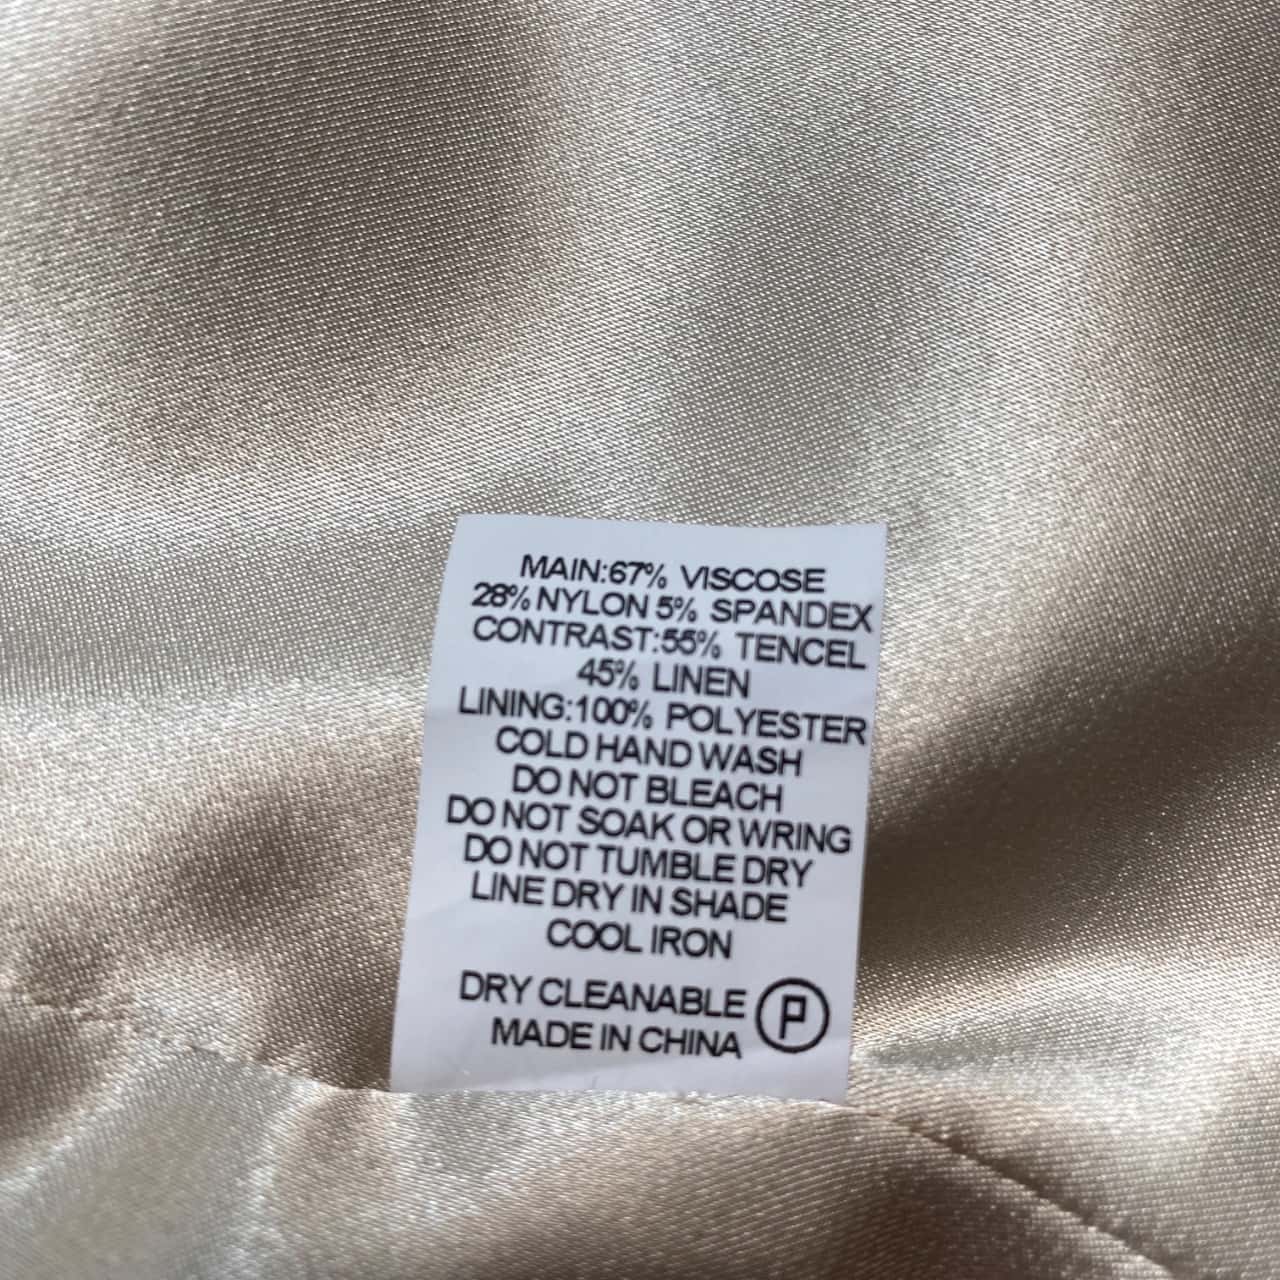 MAIN:67% VISCOSE
28% NYLON 5% SPANDEX
CONTRAST:55% TENCEL
45% LINEN
LINING:100% POLYESTER
COLD HAND WASH
DO NOT BLEACH
DO NOT SOAK OR WRING
DO NOT TUMBLE DRY
LINE DRY IN SHADE
COOL IRON
DRY CLEANABLE P
MADE IN CHINA